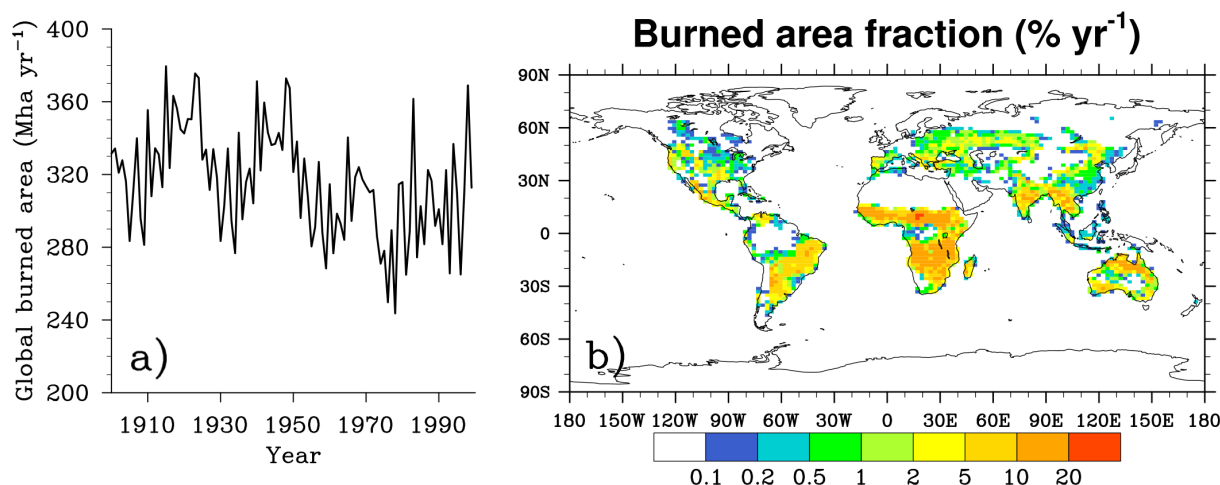 Global burned area (Mha yr⁻¹)
400
360
320
280
240
200
a)
1910 1930 1950 1970 1990
Year
Burned area fraction (% yr⁻¹)
90N
60N
30N
0
30S
60S
90S
b)
180 150W 120W 90W 60W 30W 0 30E 60E 90E 120E 150E 180
0.1 0.2 0.5 1 2 5 10 20